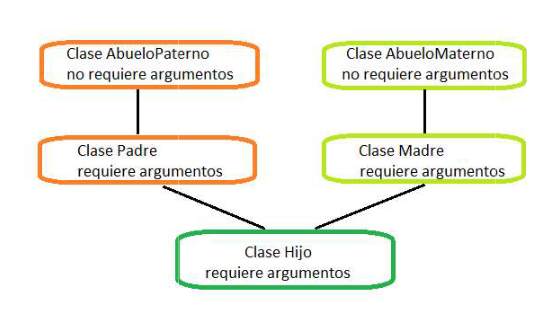 Clase AbueloPaterno
no requiere argumentos
Clase AbueloMaterno
no requiere argumentos
Clase Padre
requiere argumentos
Clase Madre
requiere argumentos
Clase Hijo
requiere argumentos